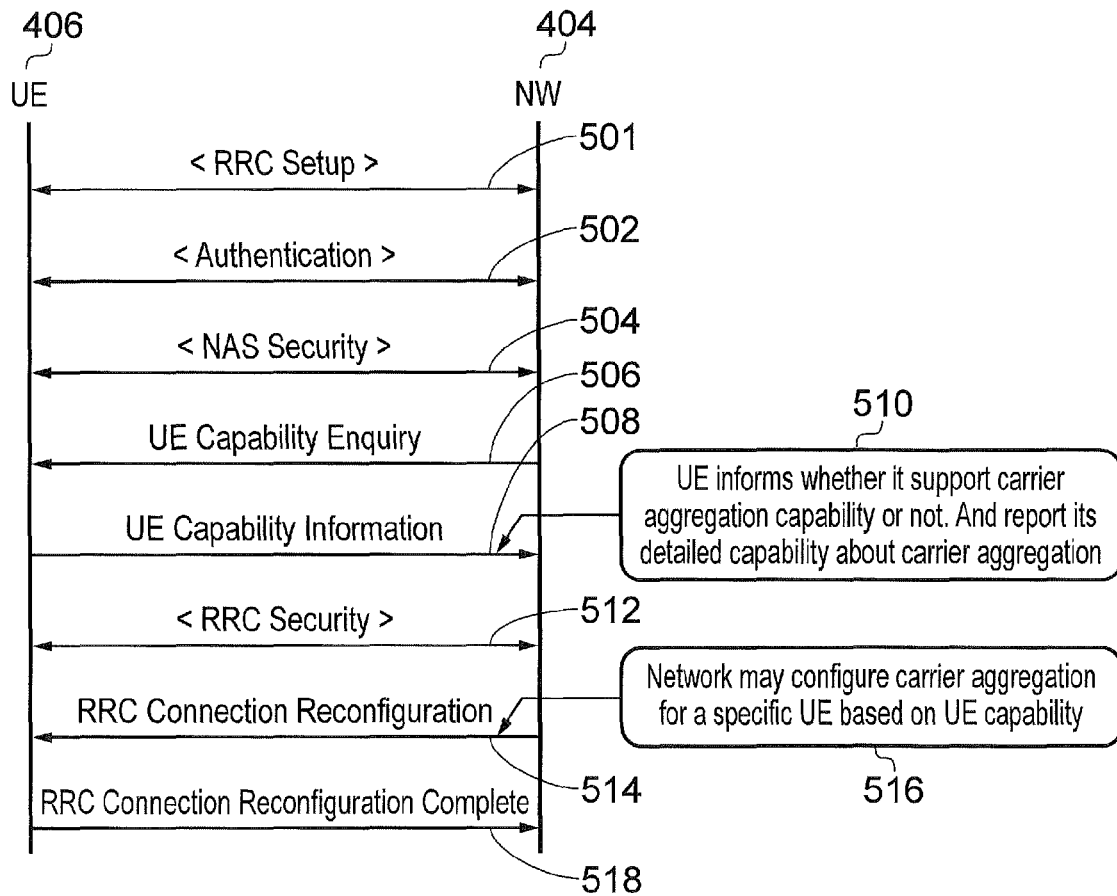 406
404
UE
NW
501
< RRC Setup >
502
< Authentication >
504
< NAS Security >
506
508
UE Capability Enquiry
510
UE informs whether it support carrier
aggregation capability or not. And report its
detailed capability about carrier aggregation
UE Capability Information
< RRC Security >
512
Network may configure carrier aggregation
for a specific UE based on UE capability
RRC Connection Reconfiguration
514
516
RRC Connection Reconfiguration Complete
518